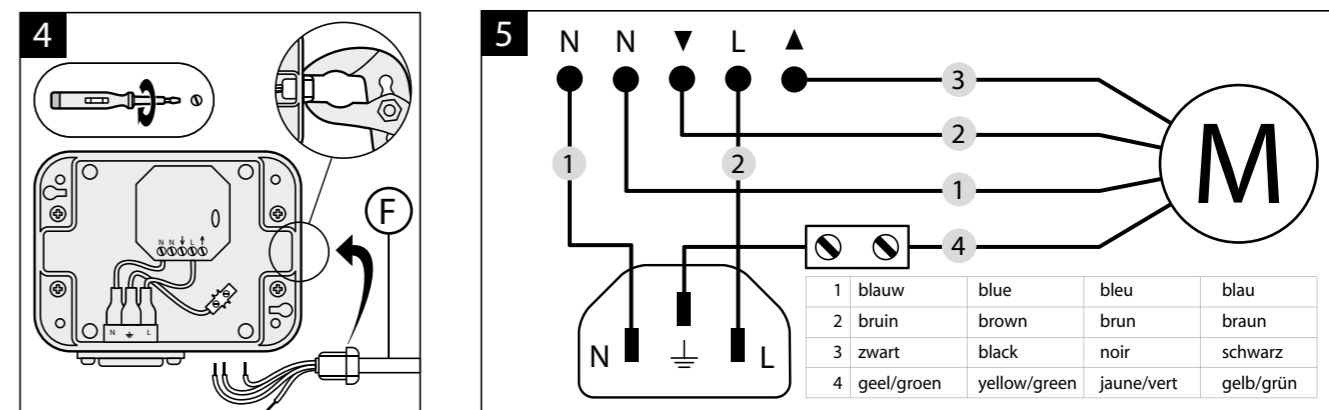 4
F
N N ↓ L ↑
N L
5
N N ▼ L ▲
3
2
1 2
1
4
M
N L
1 blauw blue bleu blau
2 bruin brown brun braun
3 zwart black noir schwarz
4 geel/groen yellow/green jaune/vert gelb/grün